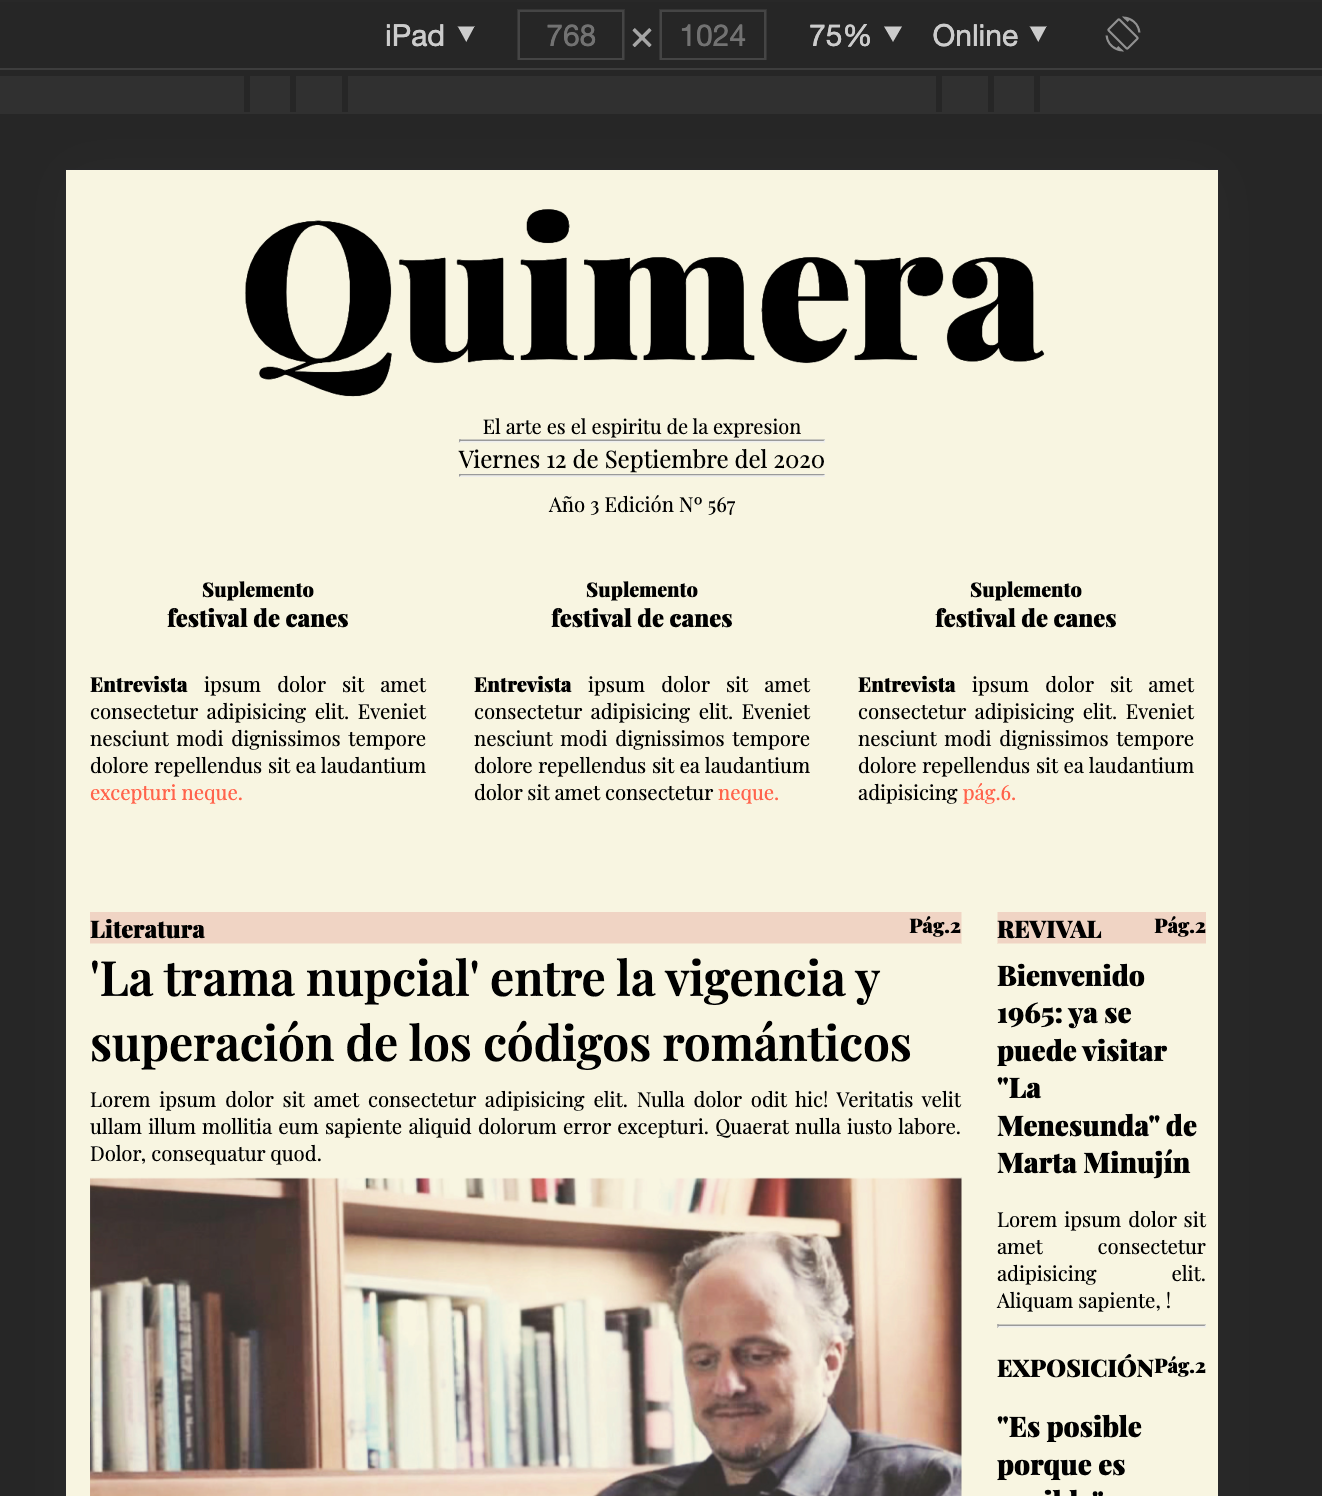 iPad ▼ 768 × 1024 75% ▼ Online ▼
Quimera
El arte es el espiritu de la expresion
Viernes 12 de Septiembre del 2020
Año 3 Edición Nº 567
Suplemento
festival de canes
Entrevista ipsum dolor sit amet
consectetur adipisicing elit. Eveniet
nesciunt modi dignissimos tempore
dolore repellendus sit ea laudantium
excepturi neque.
Suplemento
festival de canes
Entrevista ipsum dolor sit amet
consectetur adipisicing elit. Eveniet
nesciunt modi dignissimos tempore
dolore repellendus sit ea laudantium
dolor sit amet consectetur neque.
Suplemento
festival de canes
Entrevista ipsum dolor sit amet
consectetur adipisicing elit. Eveniet
nesciunt modi dignissimos tempore
dolore repellendus sit ea laudantium
adipisicing pág.6.
Literatura Pág.2
'La trama nupcial' entre la vigencia y
superación de los códigos románticos
Lorem ipsum dolor sit amet consectetur adipisicing elit. Nulla dolor odit hic! Veritatis velit
ullam illum mollitia eum sapiente aliquid dolorum error excepturi. Quaerat nulla iusto labore.
Dolor, consequatur quod.
REVIVAL Pág.2
Bienvenido
1965: ya se
puede visitar
"La
Menesunda" de
Marta Minujín
Lorem ipsum dolor sit
amet consectetur
adipisicing elit.
Aliquam sapiente, !
EXPOSICIÓN Pág.2
"Es posible
porque es